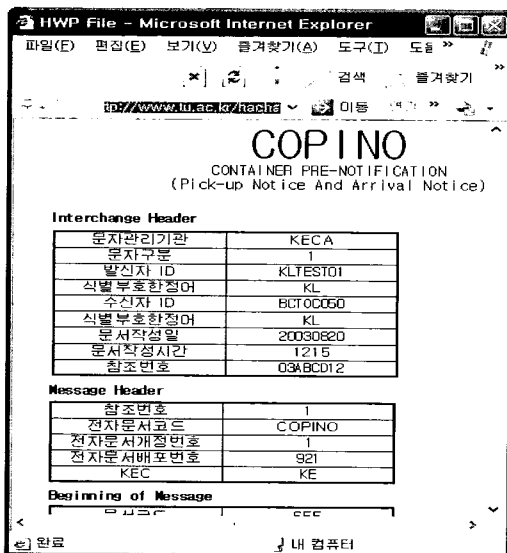 HWP File - Microsoft Internet Explorer
파일(F) 편집(E) 보기(V) 즐겨찾기(A) 도구(T) »
검색 즐겨찾기 »
tp://www.tu.ac.kr/hachs 이동 »
COPINO
CONTAINER PRE-NOTIFICATION
(Pick-up Notice And Arrival Notice)
Interchange Header
문자관리기관 KECA
문자구분 1
발신자 ID KLTEST01
식별부호한정어 KL
수신자 ID BCTOC050
식별부호한정어 KL
문서작성일 20030820
문서작성시간 1215
참조번호 03ABCD12
Message Header
참조번호 1
전자문서코드 COPINO
전자문서개정번호 1
전자문서배포번호 921
KEC KE
Beginning of Message
완료 내 컴퓨터